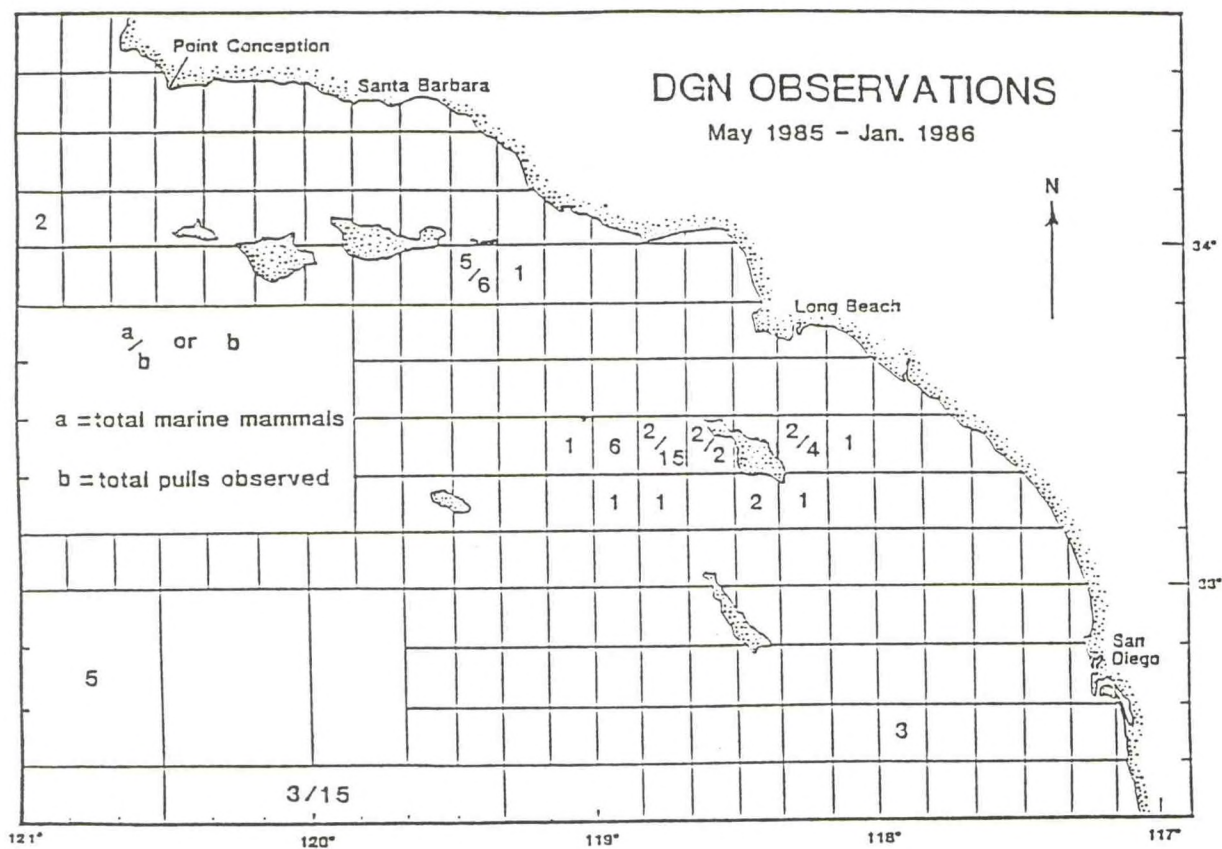 Point Conception
Santa Barbara
DGN OBSERVATIONS
May 1985 - Jan. 1986
N
2
34°
5/6 1
Long Beach
a/b or b
a = total marine mammals
b = total pulls observed
1 6 2/15 2/2 2/4 1
1 1 2 1
33°
San
Diego
5
3
3/15
121° 120° 119° 118° 117°